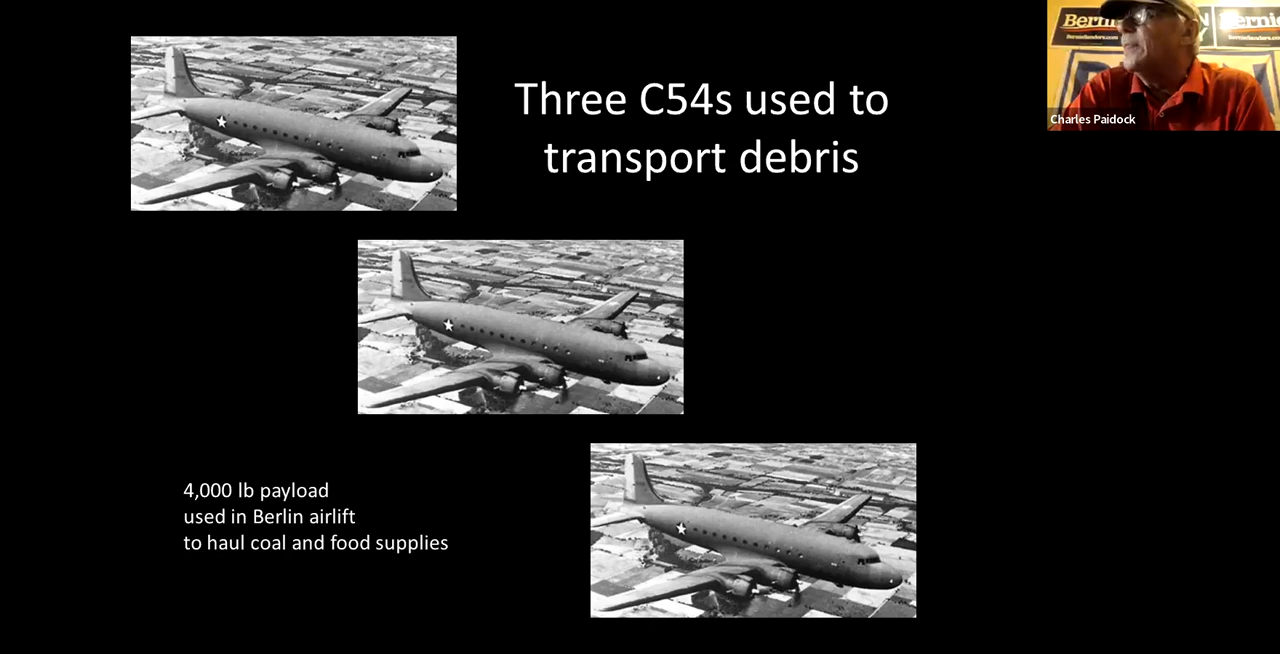 Three C54s used to
transport debris
4,000 lb payload
used in Berlin airlift
to haul coal and food supplies
Charles Paidock